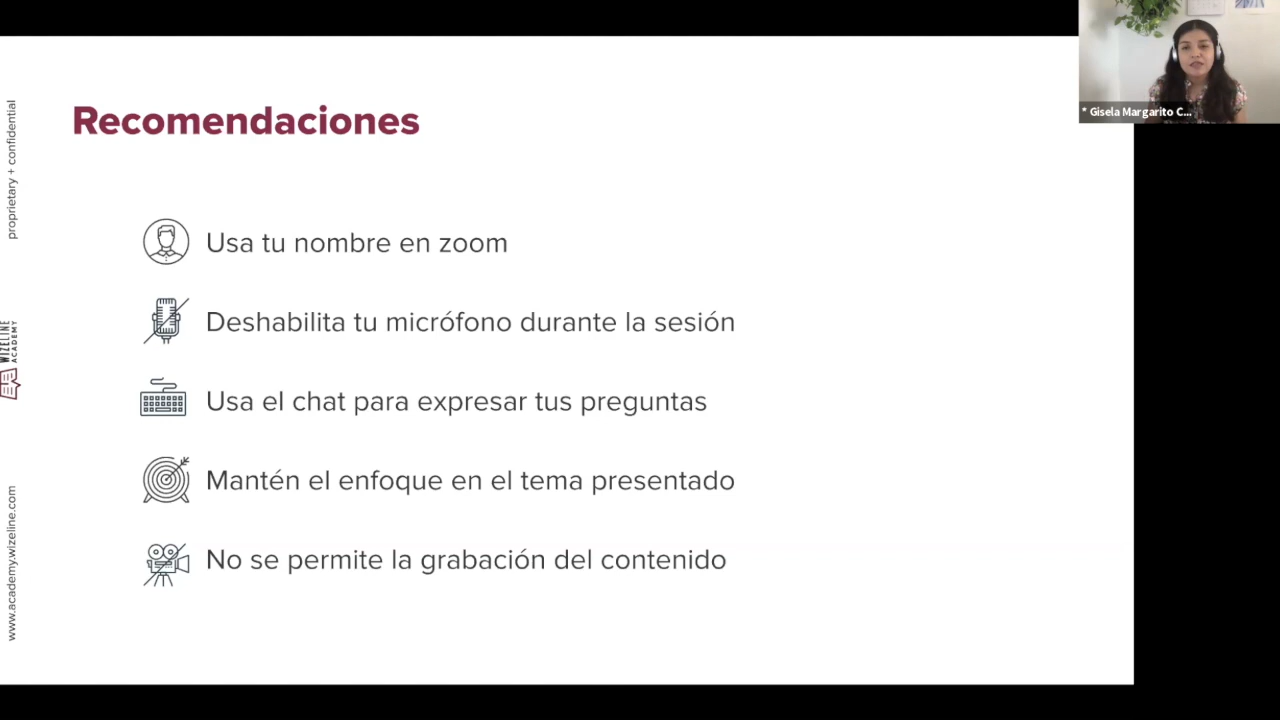 Recomendaciones
Usa tu nombre en zoom
Deshabilita tu micrófono durante la sesión
Usa el chat para expresar tus preguntas
Mantén el enfoque en el tema presentado
No se permite la grabación del contenido
proprietary + confidential
WIZELINE
ACADEMY
www.academy.wizeline.com
* Gisela Margarito C...